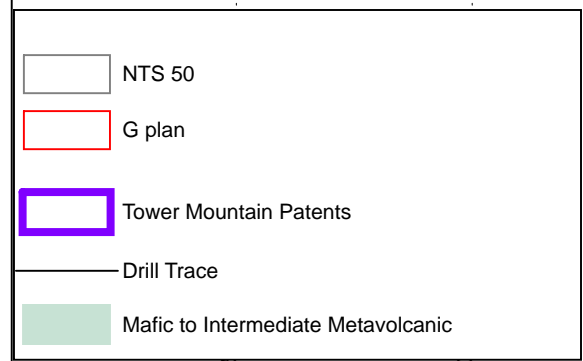 NTS 50
G plan
Tower Mountain Patents
Drill Trace
Mafic to Intermediate Metavolcanic